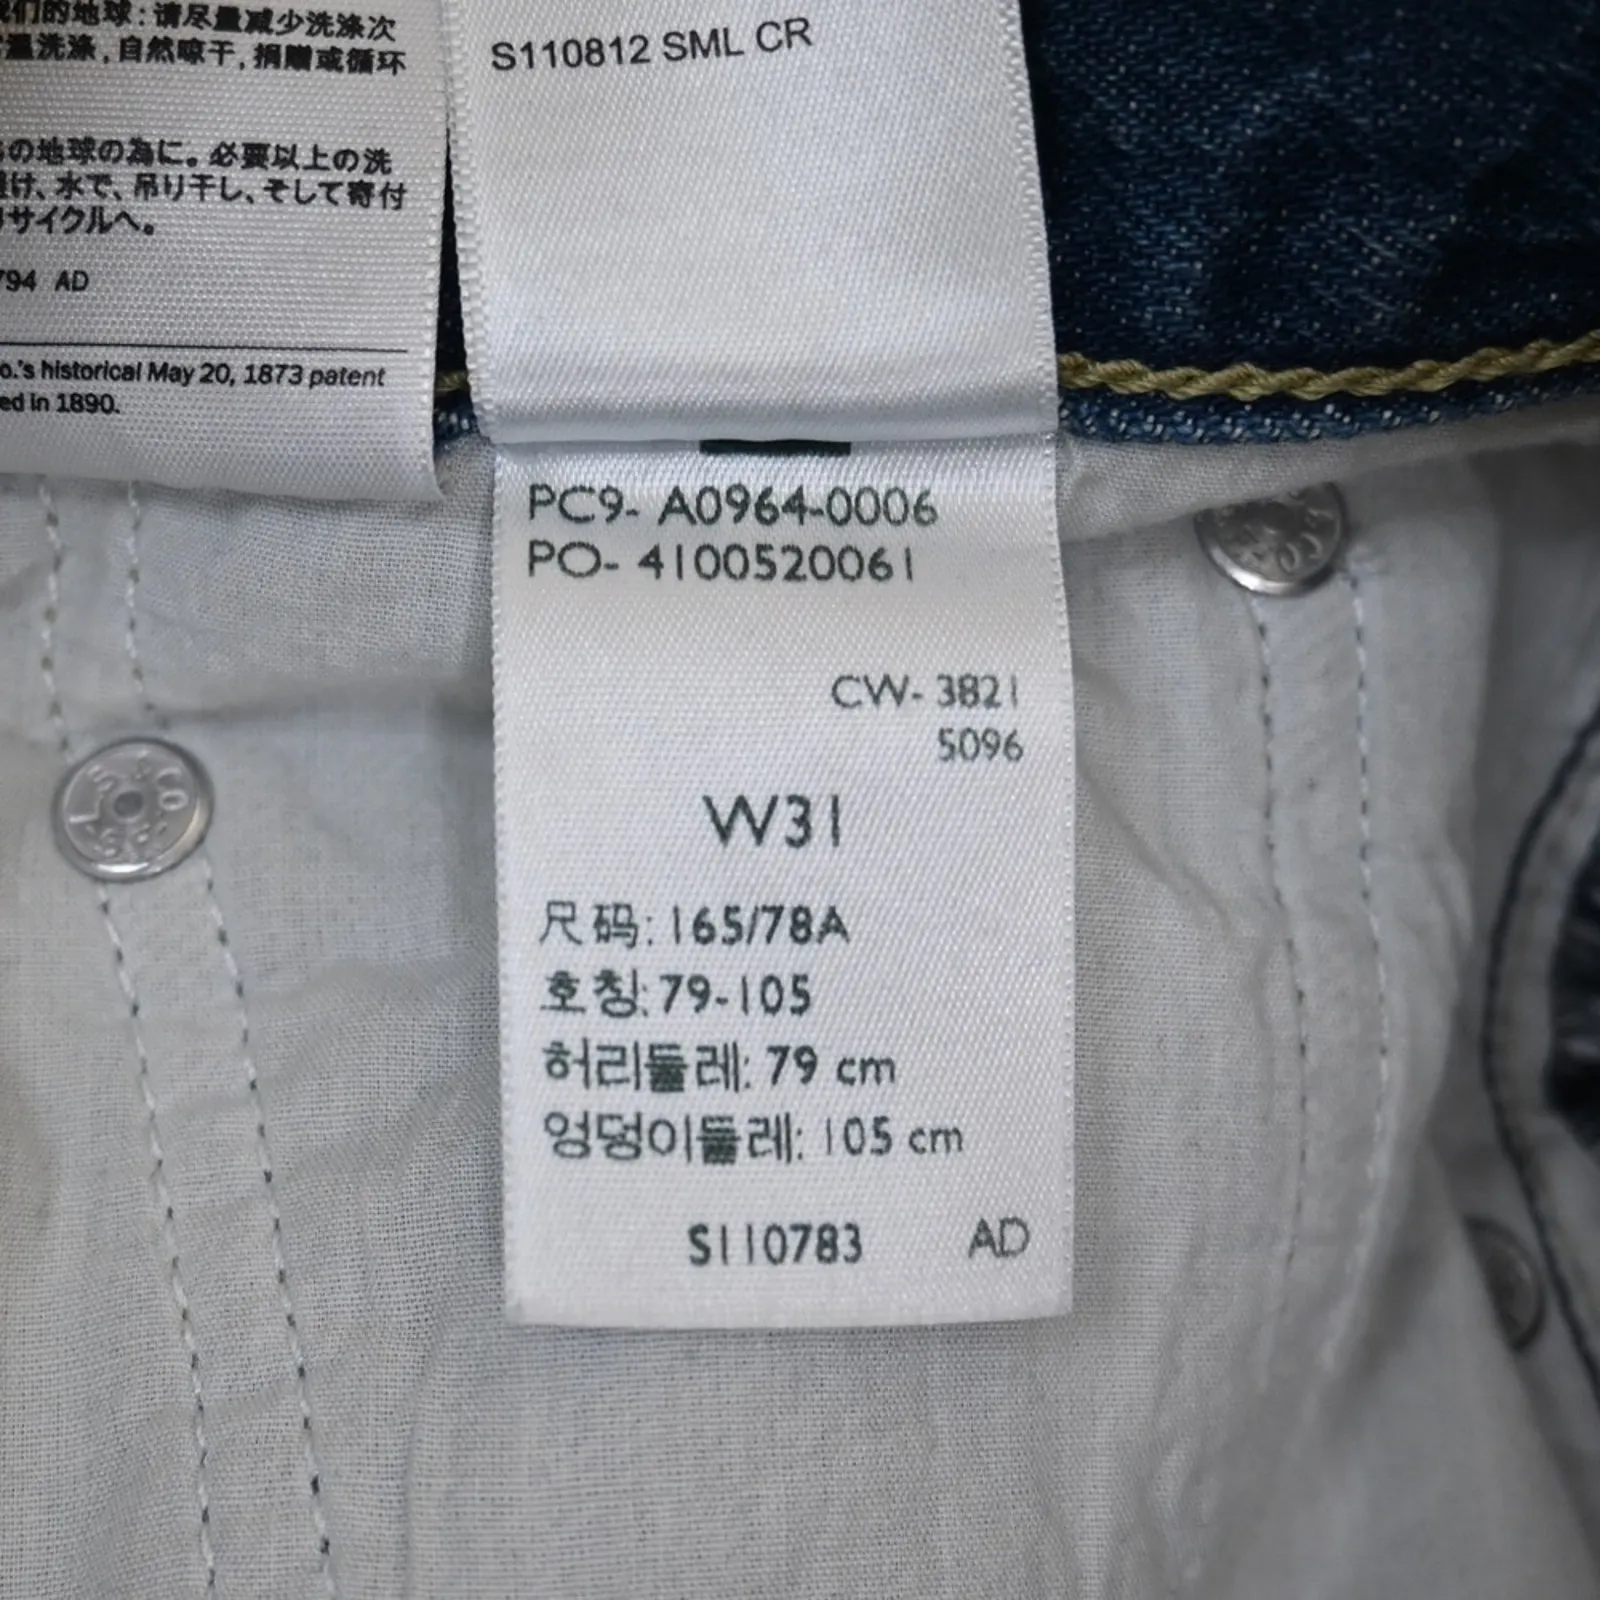 们的地球：请尽量减少洗涤次
量洗涤，自然晾干，捐赠或循环
の地球の為に。必要以上の洗
け、水で、吊り干し、そして寄付
サイクルへ。
794 AD
o.'s historical May 20, 1873 patent
ed in 1890.
S110812 SML CR
PC9- A0964-0006
PO- 4100520061
CW- 3821
5096
W31
尺码: 165/78A
호칭: 79-105
허리둘레: 79 cm
엉덩이둘레: 105 cm
S110783 AD
L S & CO